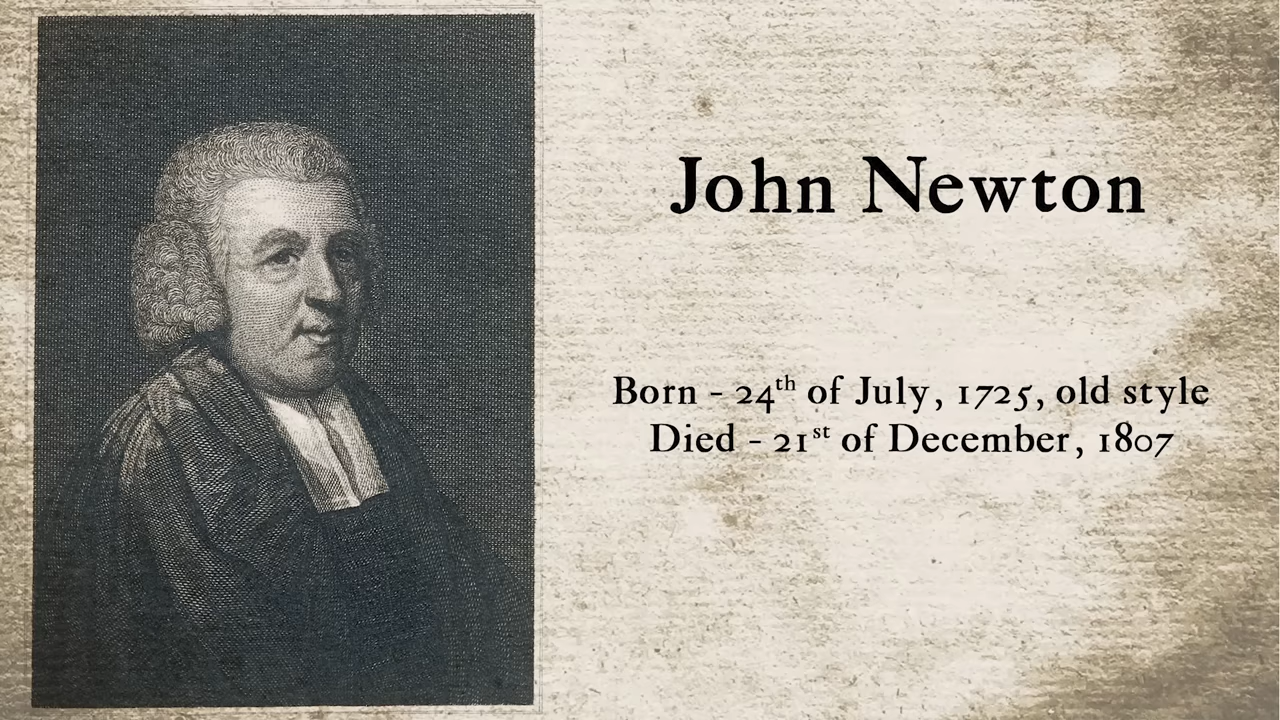 John Newton
Born - 24th of July, 1725, old style
Died - 21st of December, 1807